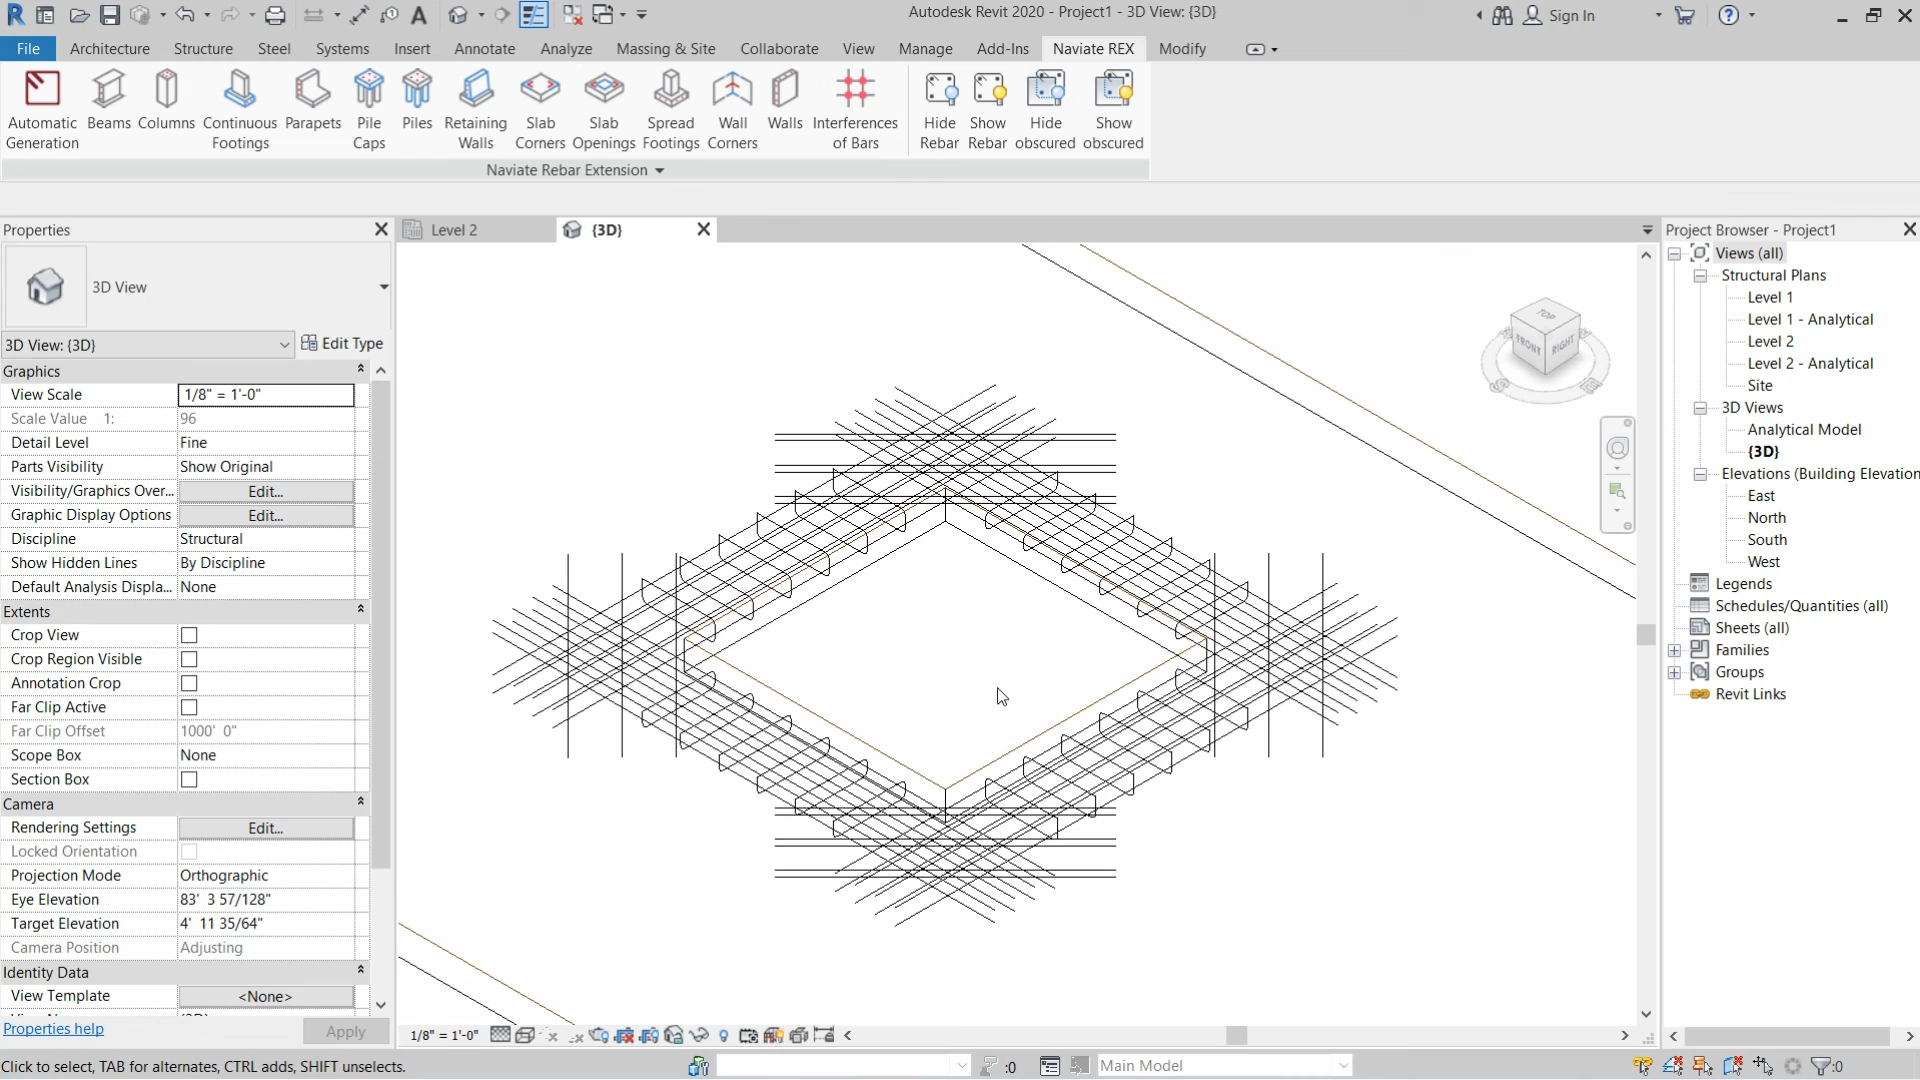 Autodesk Revit 2020 - Project1 - 3D View: {3D}
Sign In
File Architecture Structure Steel Systems Insert Annotate Analyze Massing & Site Collaborate View Manage Add-Ins Naviate REX Modify
Automatic Generation
Beams
Columns
Continuous Footings
Parapets
Pile Caps
Piles
Retaining Walls
Slab Corners
Slab Openings
Spread Footings
Wall Corners
Walls
Interferences of Bars
Hide Rebar
Show Rebar
Hide obscured
Show obscured
Naviate Rebar Extension
Properties
3D View
3D View: {3D}
Edit Type
Graphics
View Scale 1/8" = 1'-0"
Scale Value 1: 96
Detail Level Fine
Parts Visibility Show Original
Visibility/Graphics Over... Edit...
Graphic Display Options Edit...
Discipline Structural
Show Hidden Lines By Discipline
Default Analysis Displa... None
Extents
Crop View
Crop Region Visible
Annotation Crop
Far Clip Active
Far Clip Offset 1000' 0"
Scope Box None
Section Box
Camera
Rendering Settings Edit...
Locked Orientation
Projection Mode Orthographic
Eye Elevation 83' 3 57/128"
Target Elevation 4' 11 35/64"
Camera Position Adjusting
Identity Data
View Template <None>
Properties help
Apply
Level 2
{3D}
TOP
FRONT
RIGHT
S
E
1/8" = 1'-0"
Project Browser - Project1
Views (all)
Structural Plans
Level 1
Level 1 - Analytical
Level 2
Level 2 - Analytical
Site
3D Views
Analytical Model
{3D}
Elevations (Building Elevation
East
North
South
West
Legends
Schedules/Quantities (all)
Sheets (all)
Families
Groups
Revit Links
Click to select, TAB for alternates, CTRL adds, SHIFT unselects.
:0
Main Model
:0